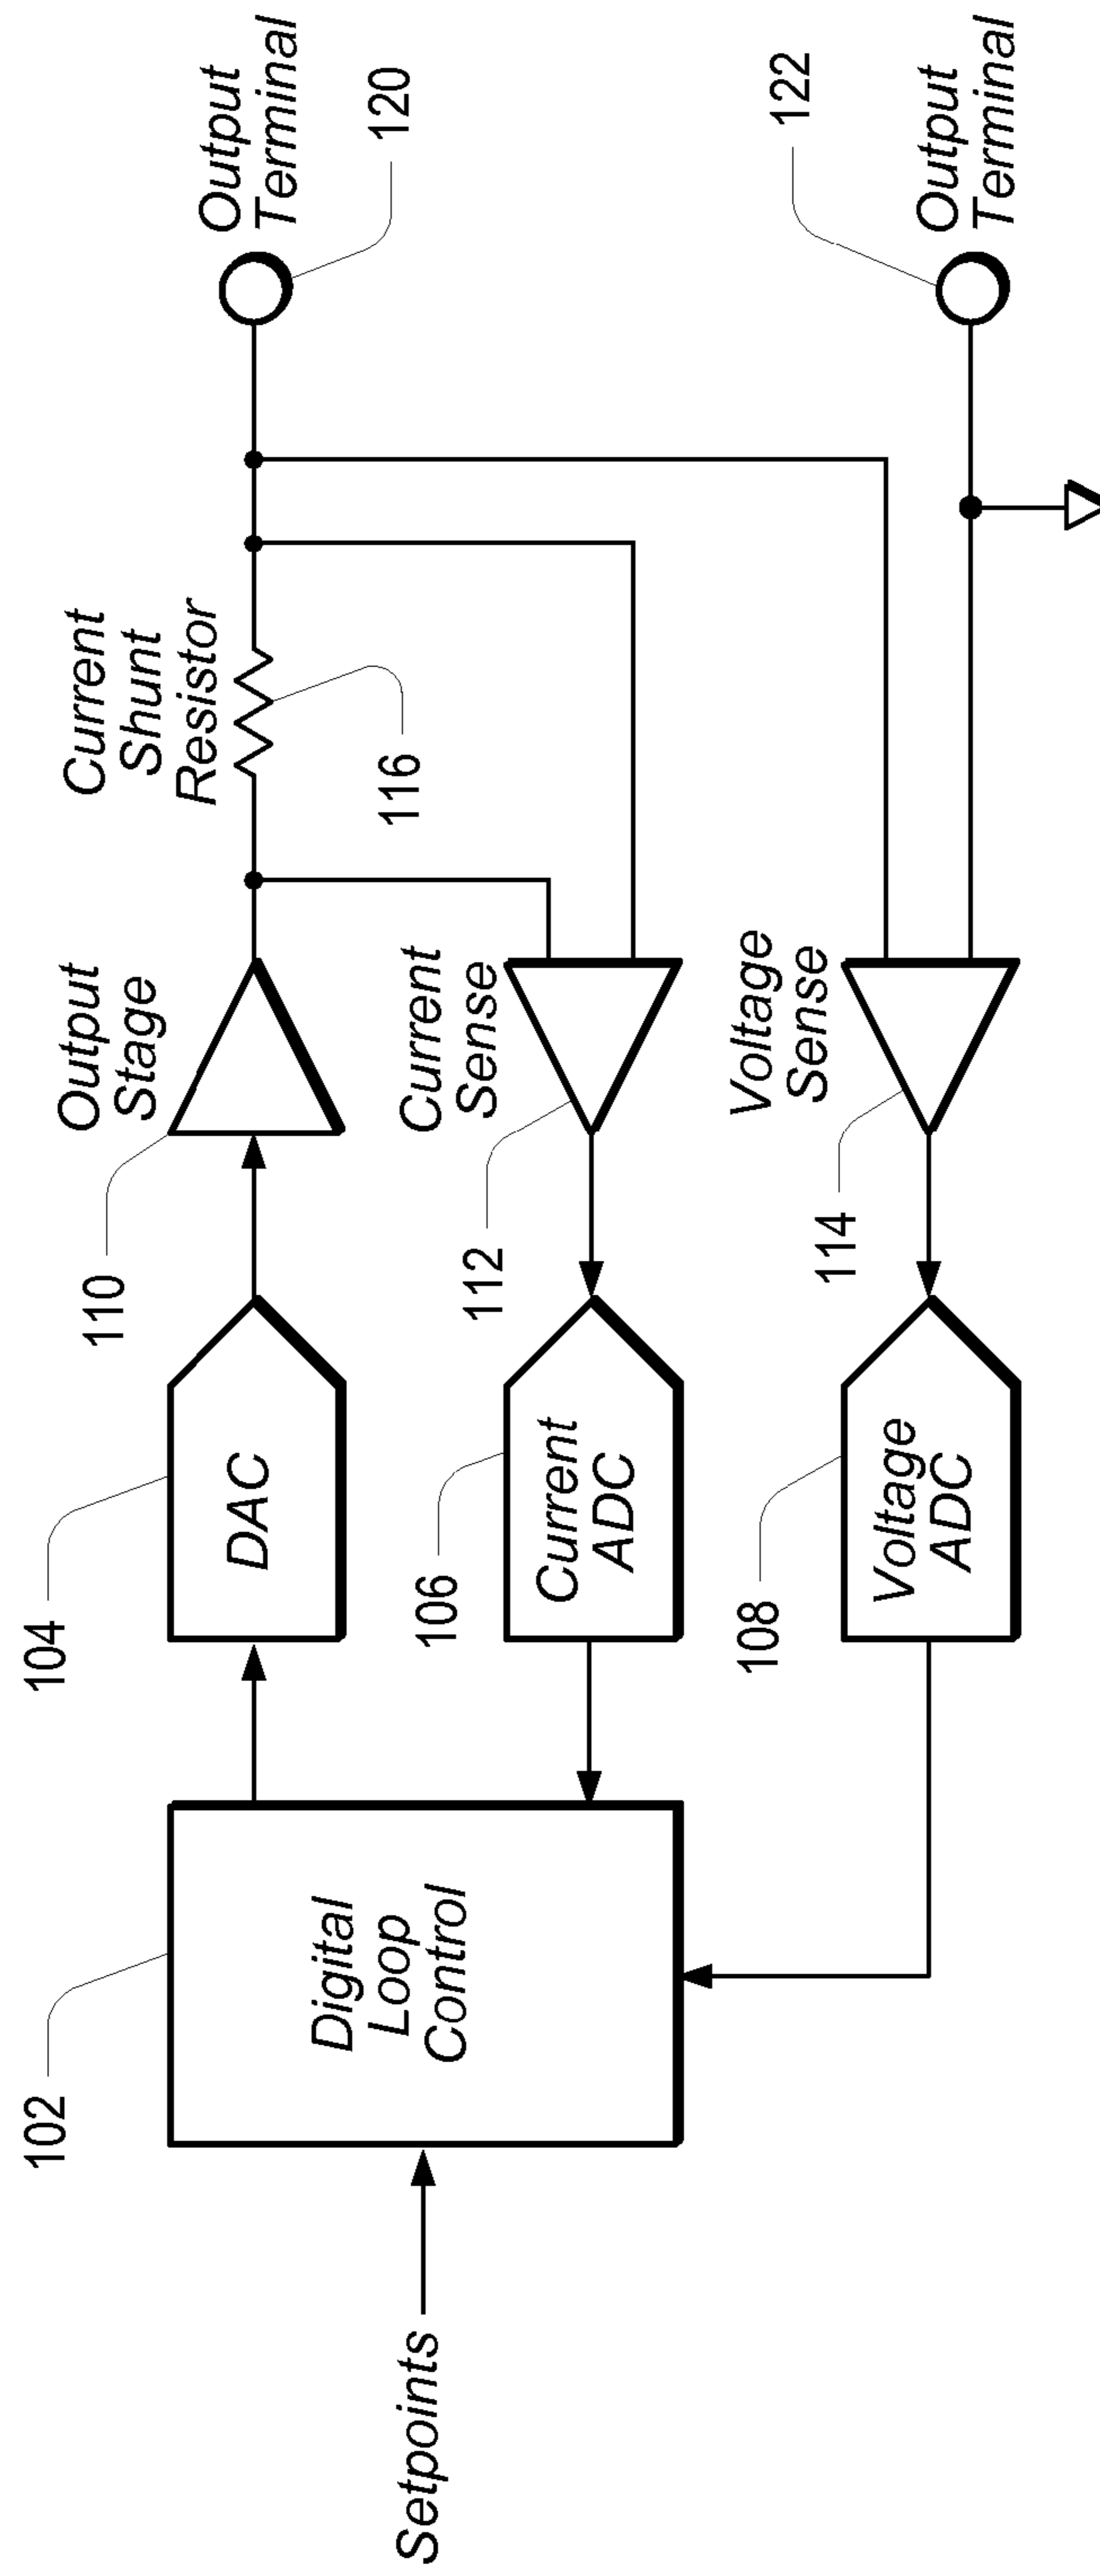 Setpoints
102
Digital
Loop
Control
104
DAC
106
Current
ADC
108
Voltage
ADC
110
Output
Stage
112
Current
Sense
114
Voltage
Sense
Current
Shunt
Resistor
116
Output
Terminal
120
122
Output
Terminal